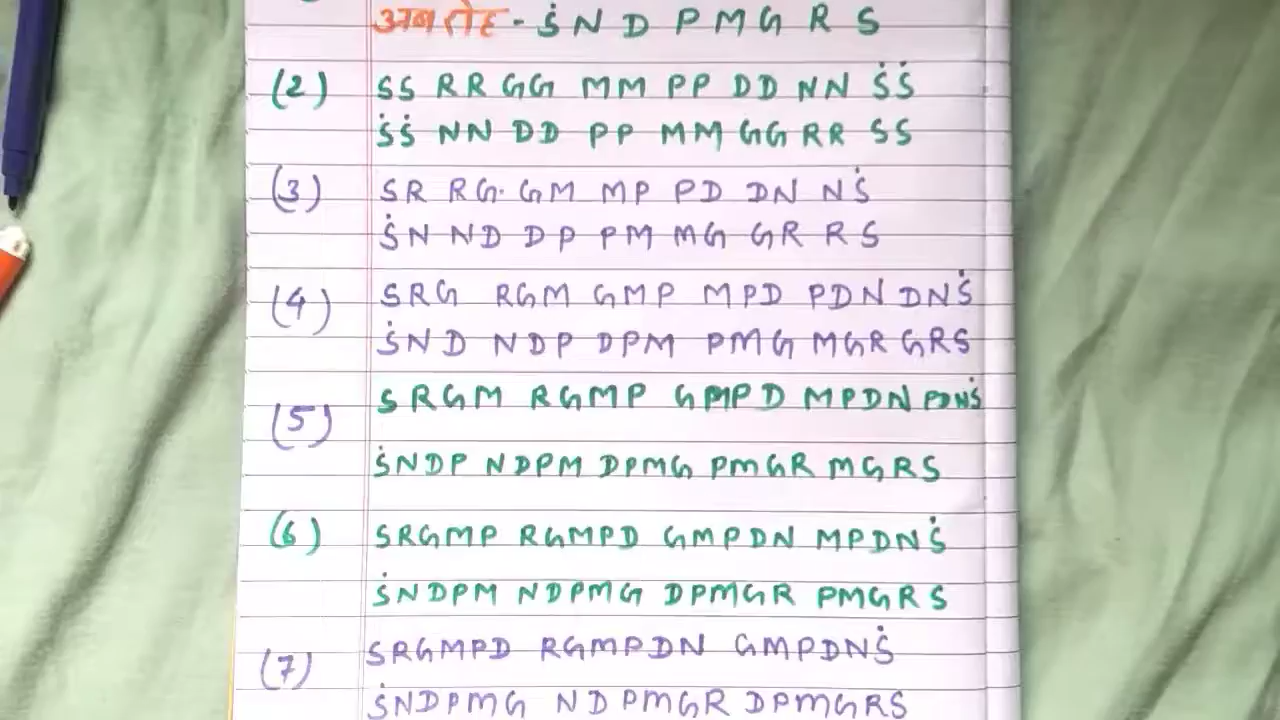 अवरोह - Ṡ N D P M G R S
(2) SS RR GG MM PP DD NN ṠṠ
ṠṠ NN DD PP MM GG RR SS
(3) SR RG. GM MP PD DN NṠ
ṠN ND DP PM MG GR RS
(4) SRG RGM GMP MPD PDN DNṠ
ṠND NDP DPM PMG MGR GRS
(5) SRGM RGMP GMPD MPDN PDNṠ
ṠNDP NDPM DPMG PMGR MGRS
(6) SRGMP RGMPD GMPDN MPDNṠ
ṠNDPM NDPMG DPMGR PMGRS
(7) SRGMPD RGMPDN GMPDNṠ
ṠNDPMG NDPMGR DPMGRS